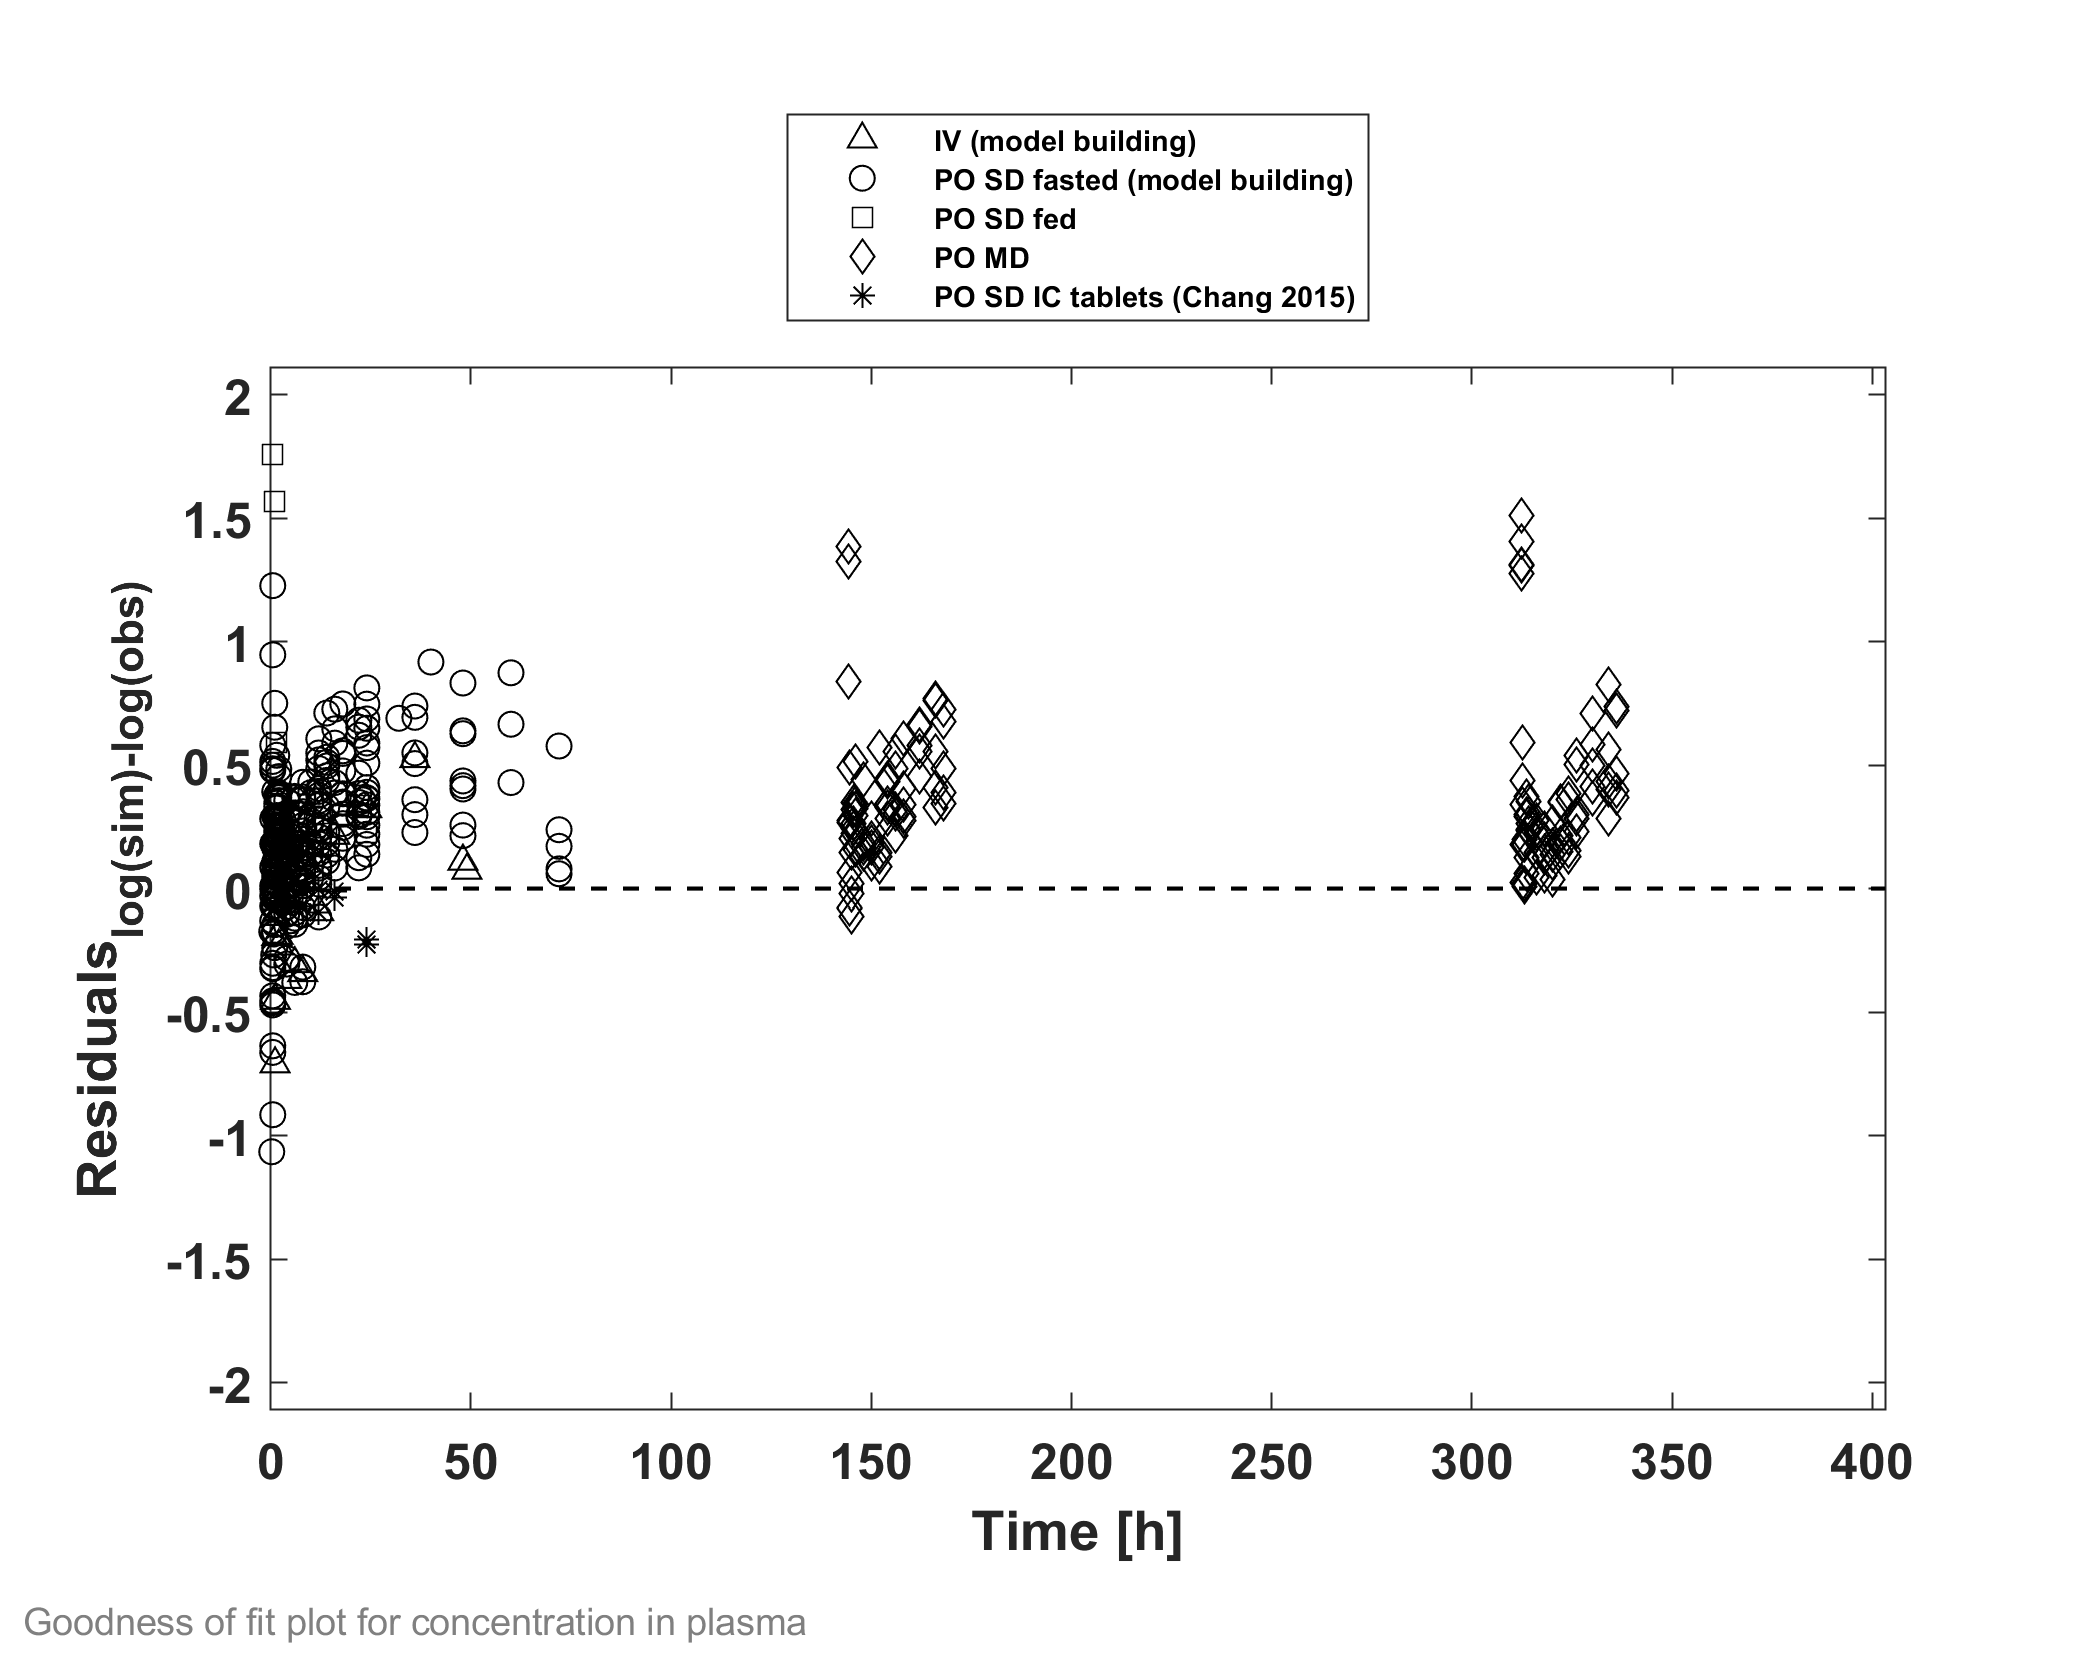 IV (model building)
PO SD fasted (model building)
PO SD fed
PO MD
PO SD IC tablets (Chang 2015)
2
1.5
1
0.5
0
-0.5
-1
-1.5
-2
Residuals log(sim)-log(obs)
0 50 100 150 200 250 300 350 400
Time [h]
Goodness of fit plot for concentration in plasma